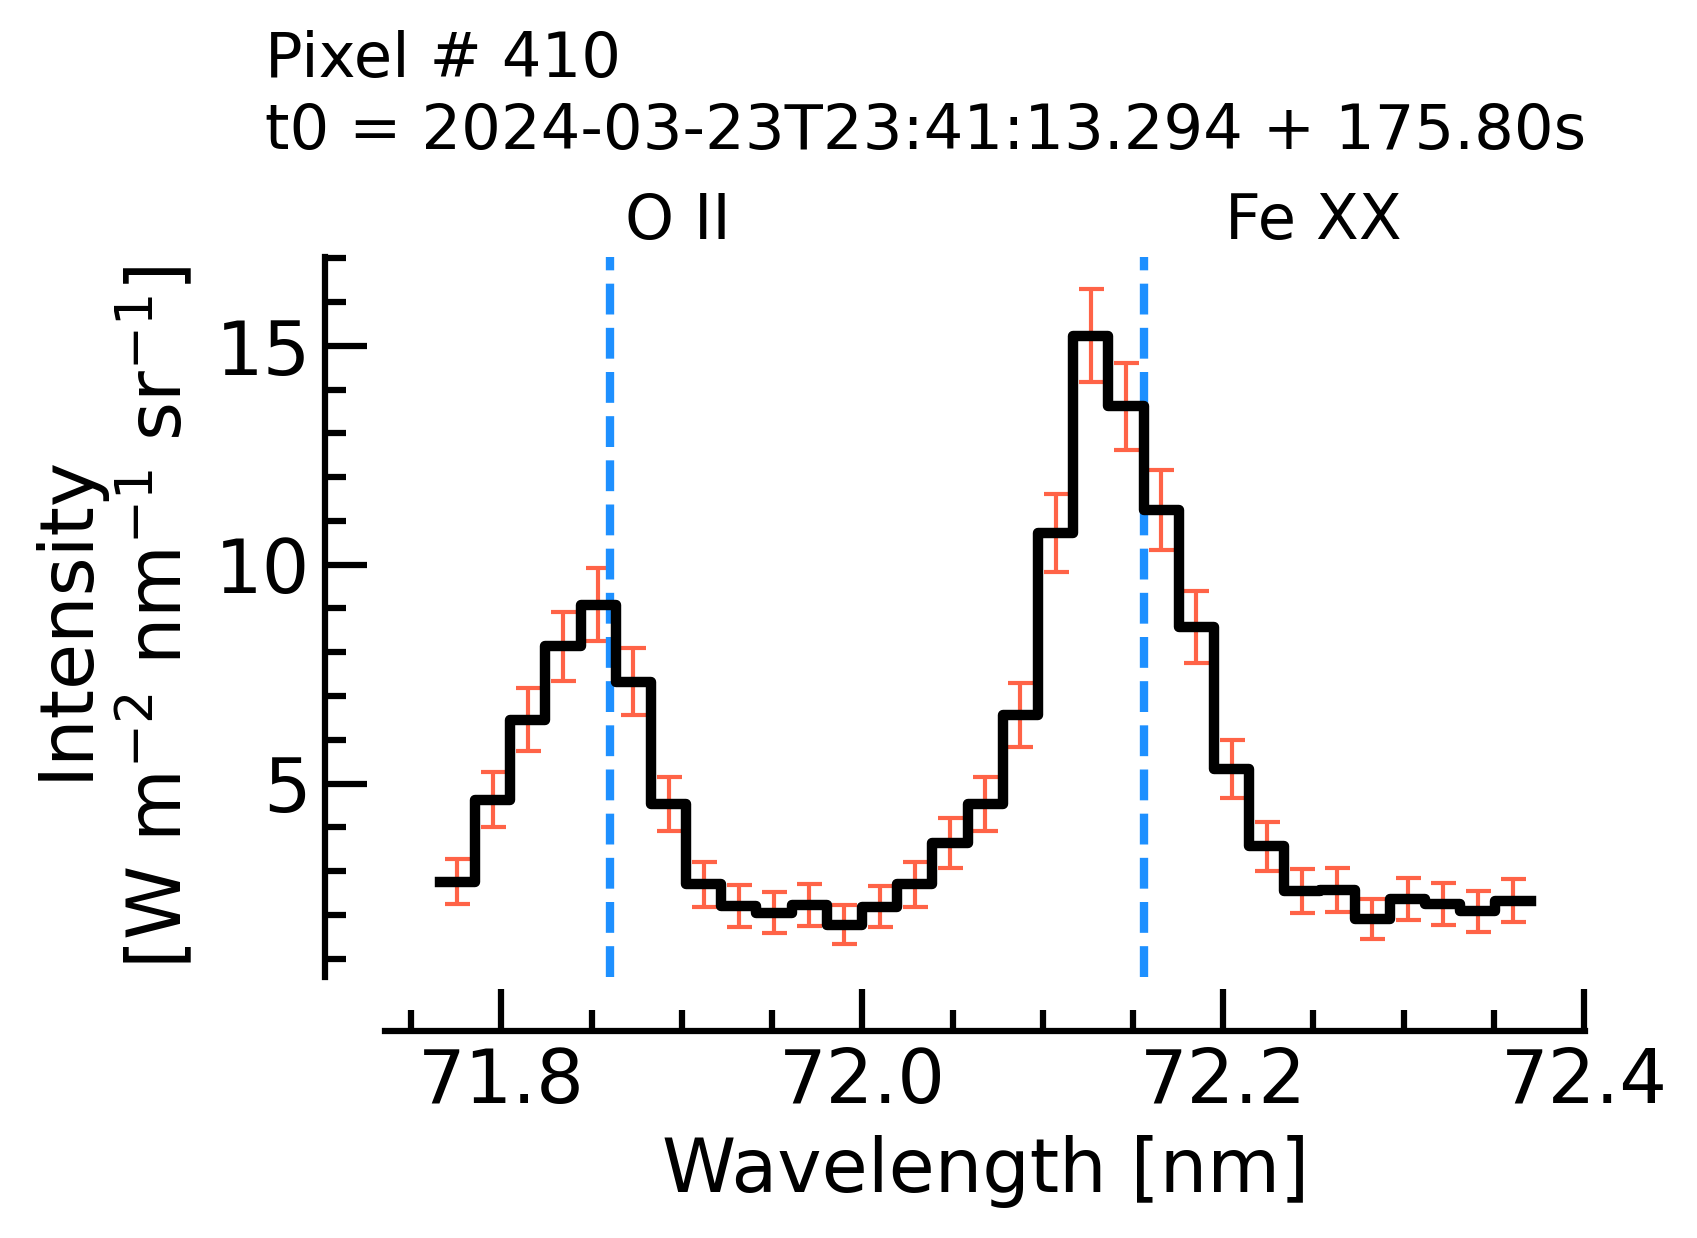 Pixel # 410
t0 = 2024-03-23T23:41:13.294 + 175.80s
O II
Fe XX
Intensity
[W m⁻² nm⁻¹ sr⁻¹]
15
10
5
71.8 72.0 72.2 72.4
Wavelength [nm]